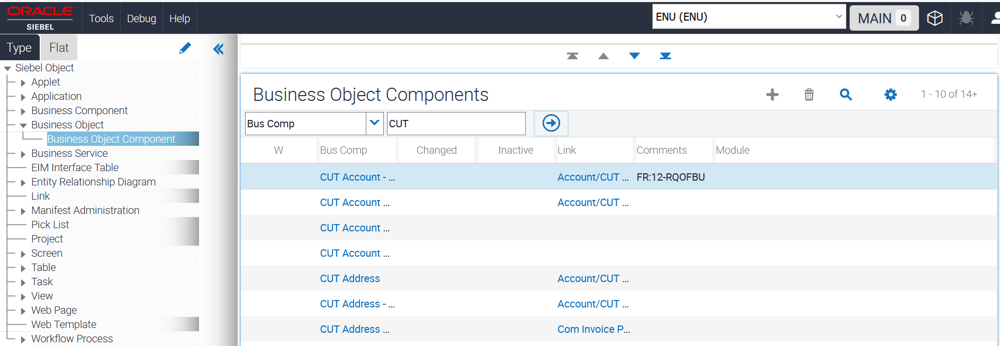 ORACLE
SIEBEL
Tools Debug Help
ENU (ENU)
MAIN 0
Type Flat
Siebel Object
Applet
Application
Business Component
Business Object
Business Object Component
Business Service
EIM Interface Table
Entity Relationship Diagram
Link
Manifest Administration
Pick List
Project
Screen
Table
Task
View
Web Page
Web Template
Workflow Process
Business Object Components
1 - 10 of 14+
Bus Comp CUT
W Bus Comp Changed Inactive Link Comments Module
CUT Account - ... Account/CUT ... FR:12-RQOFBU
CUT Account ... Account/CUT ...
CUT Account ...
CUT Account ...
CUT Address Account/CUT ...
CUT Address - ... Account/CUT ...
CUT Address ... Com Invoice P...